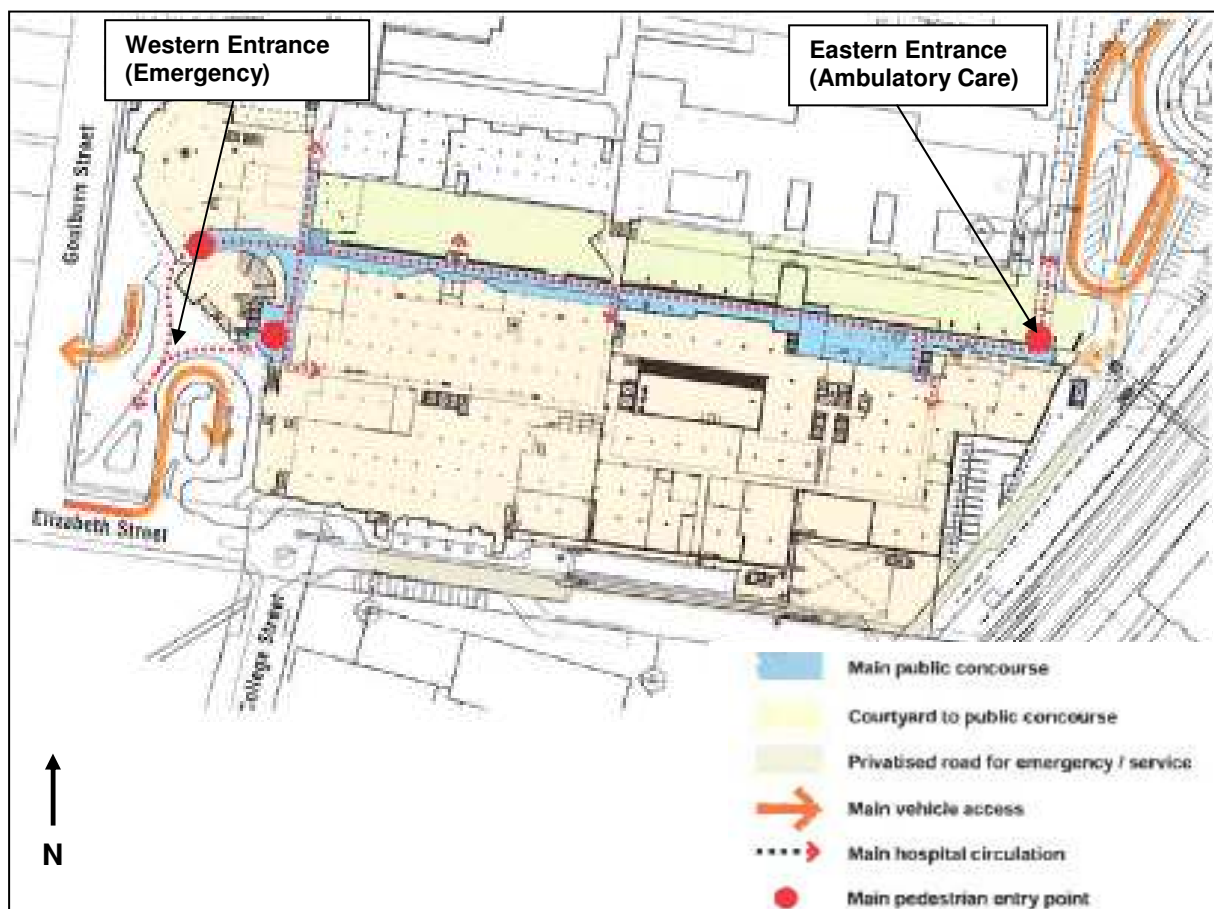 Western Entrance
(Emergency)
Eastern Entrance
(Ambulatory Care)
Goulburn Street
Elizabeth Street
College Street
Main public concourse
Courtyard to public concourse
Privatised road for emergency / service
Main vehicle access
Main hospital circulation
Main pedestrian entry point
N